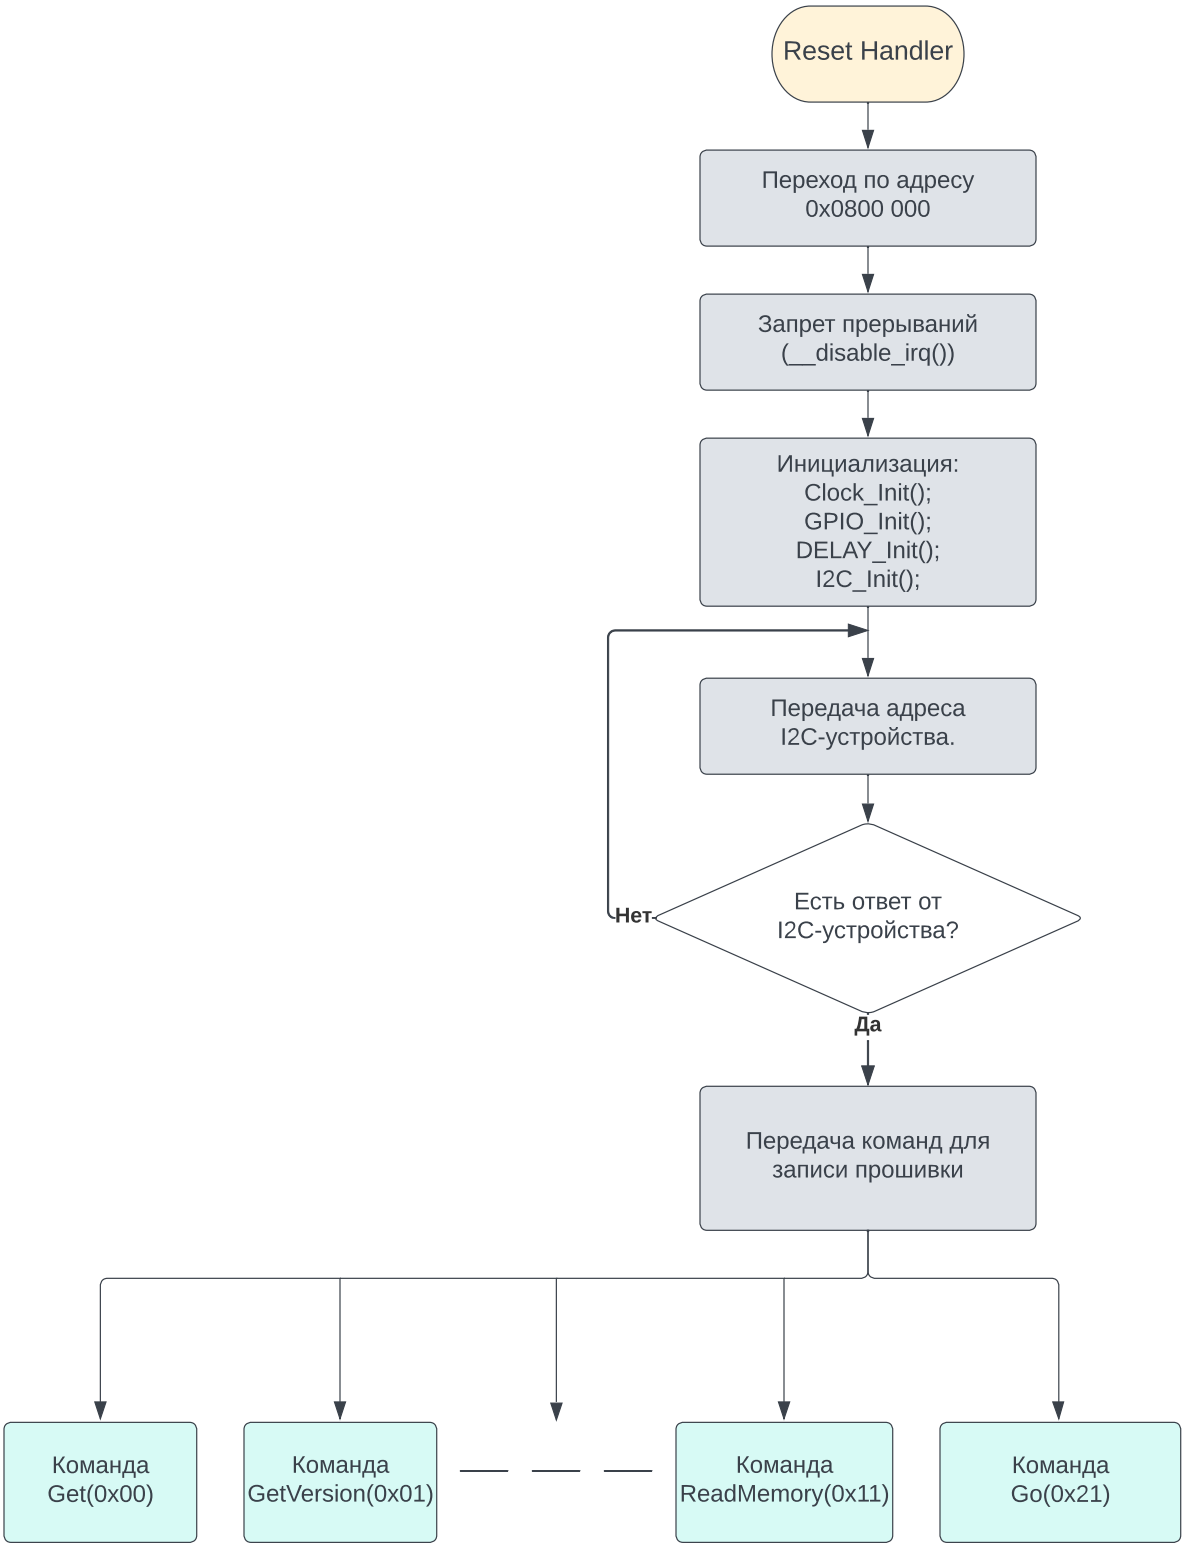 Reset Handler
Переход по адресу
0x0800 000
Запрет прерываний
(__disable_irq())
Инициализация:
Clock_Init();
GPIO_Init();
DELAY_Init();
I2C_Init();
Передача адреса
I2C-устройства.
Есть ответ от
I2C-устройства?
Нет
Да
Передача команд для
записи прошивки
Команда
Get(0x00)
Команда
GetVersion(0x01)
Команда
ReadMemory(0x11)
Команда
Go(0x21)